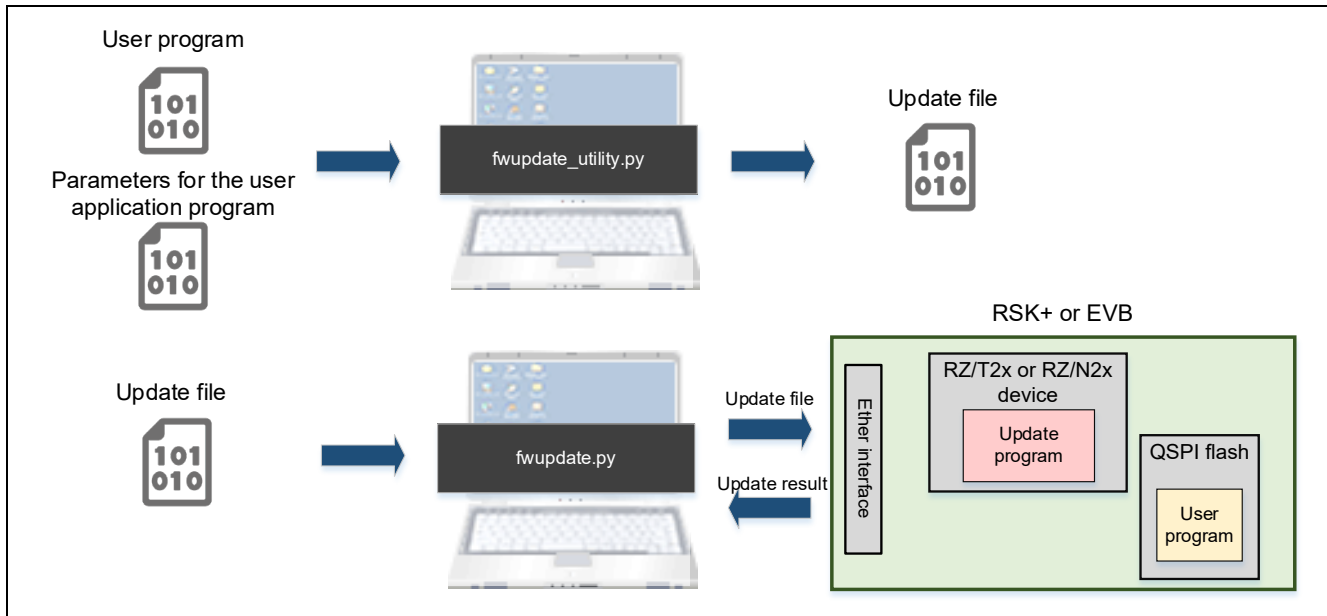 User program
101
010
Parameters for the user
application program
101
010
fwupdate_utility.py
Update file
101
010
Update file
101
010
fwupdate.py
Update file
Update result
RSK+ or EVB
Ether interface
RZ/T2x or RZ/N2x
device
Update
program
QSPI flash
User
program